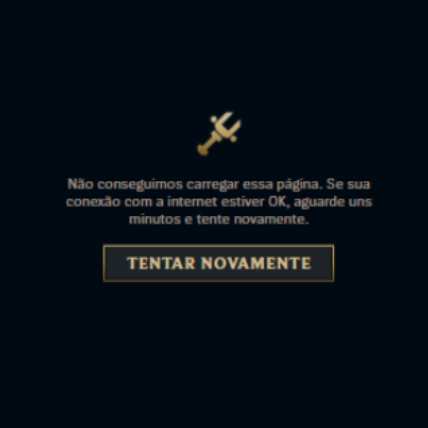 Não conseguimos carregar essa página. Se sua
conexão com a internet estiver OK, aguarde uns
minutos e tente novamente.
TENTAR NOVAMENTE